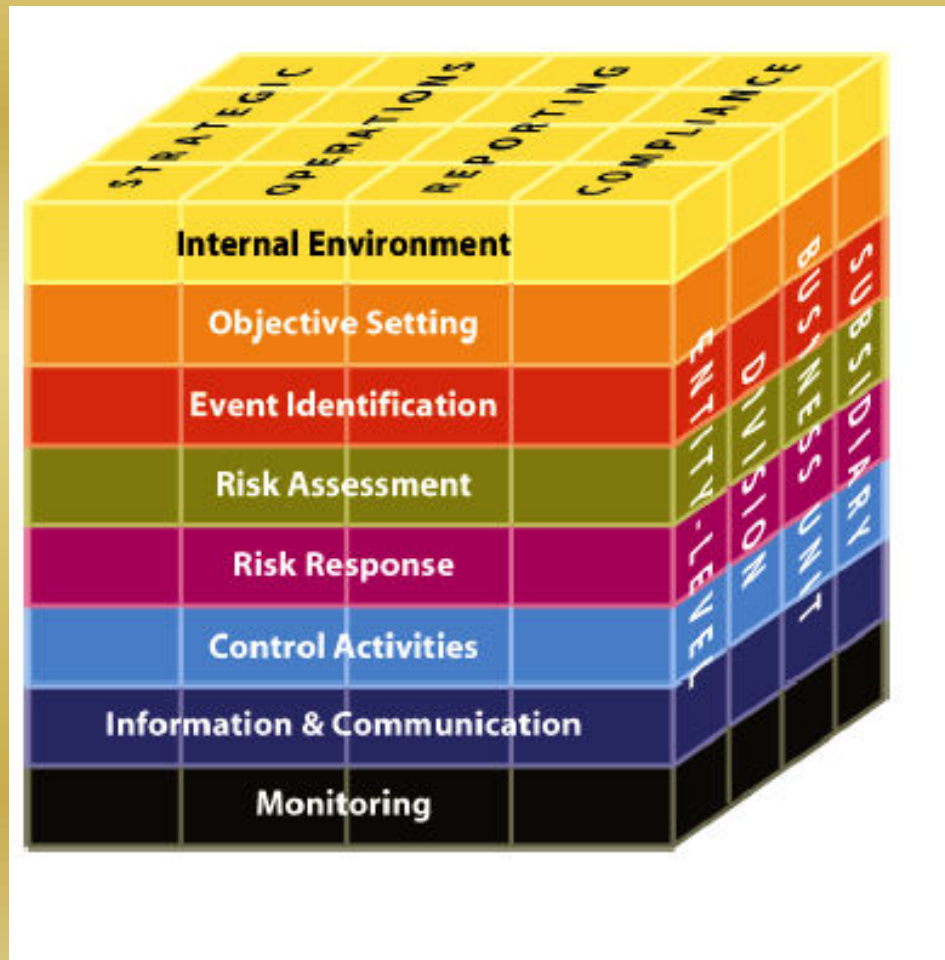 STRATEGIC
OPERATIONS
REPORTING
COMPLIANCE
Internal Environment
Objective Setting
Event Identification
Risk Assessment
Risk Response
Control Activities
Information & Communication
Monitoring
ENTITY-LEVEL
DIVISION
BUSINESS UNIT
SUBSIDIARY